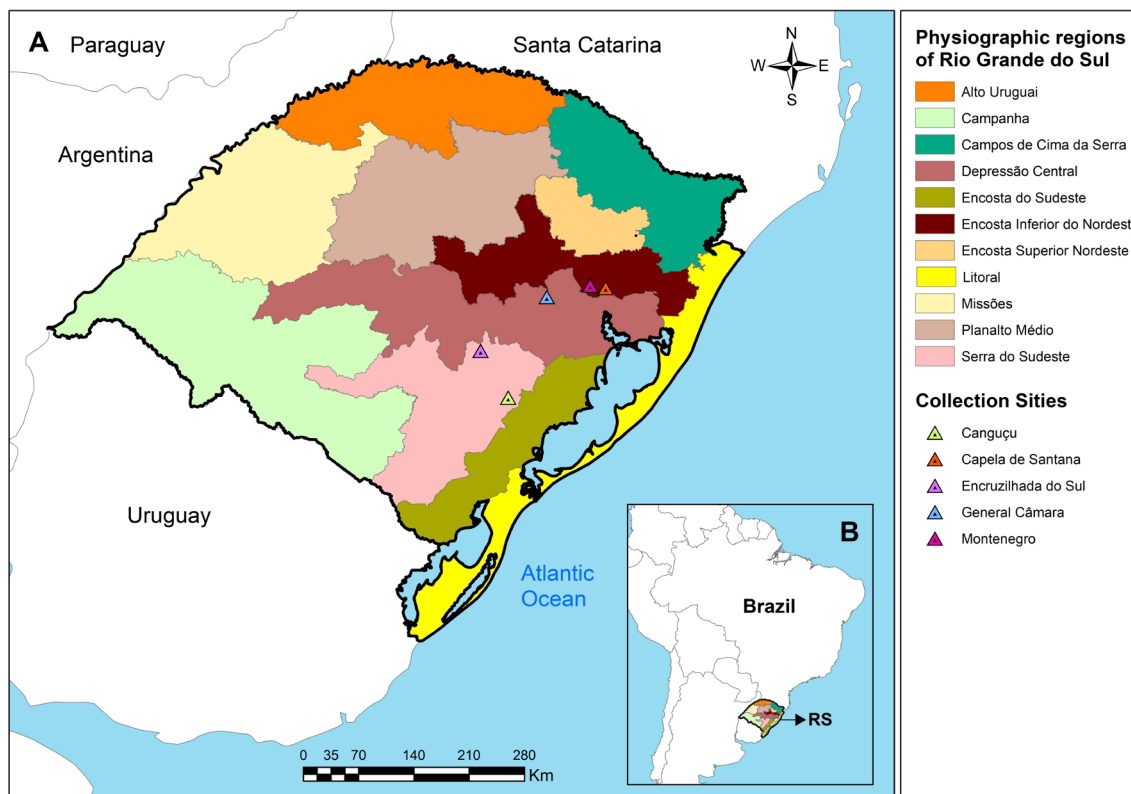 A
Paraguay
Santa Catarina
N
W
E
S
Argentina
Uruguay
Atlantic
Ocean
0 35 70 140 210 280
Km
B
Brazil
RS
Physiographic regions
of Rio Grande do Sul
Alto Uruguai
Campanha
Campos de Cima da Serra
Depressão Central
Encosta do Sudeste
Encosta Inferior do Nordest
Encosta Superior Nordeste
Litoral
Missões
Planalto Médio
Serra do Sudeste
Collection Sities
Canguçu
Capela de Santana
Encruzilhada do Sul
General Câmara
Montenegro